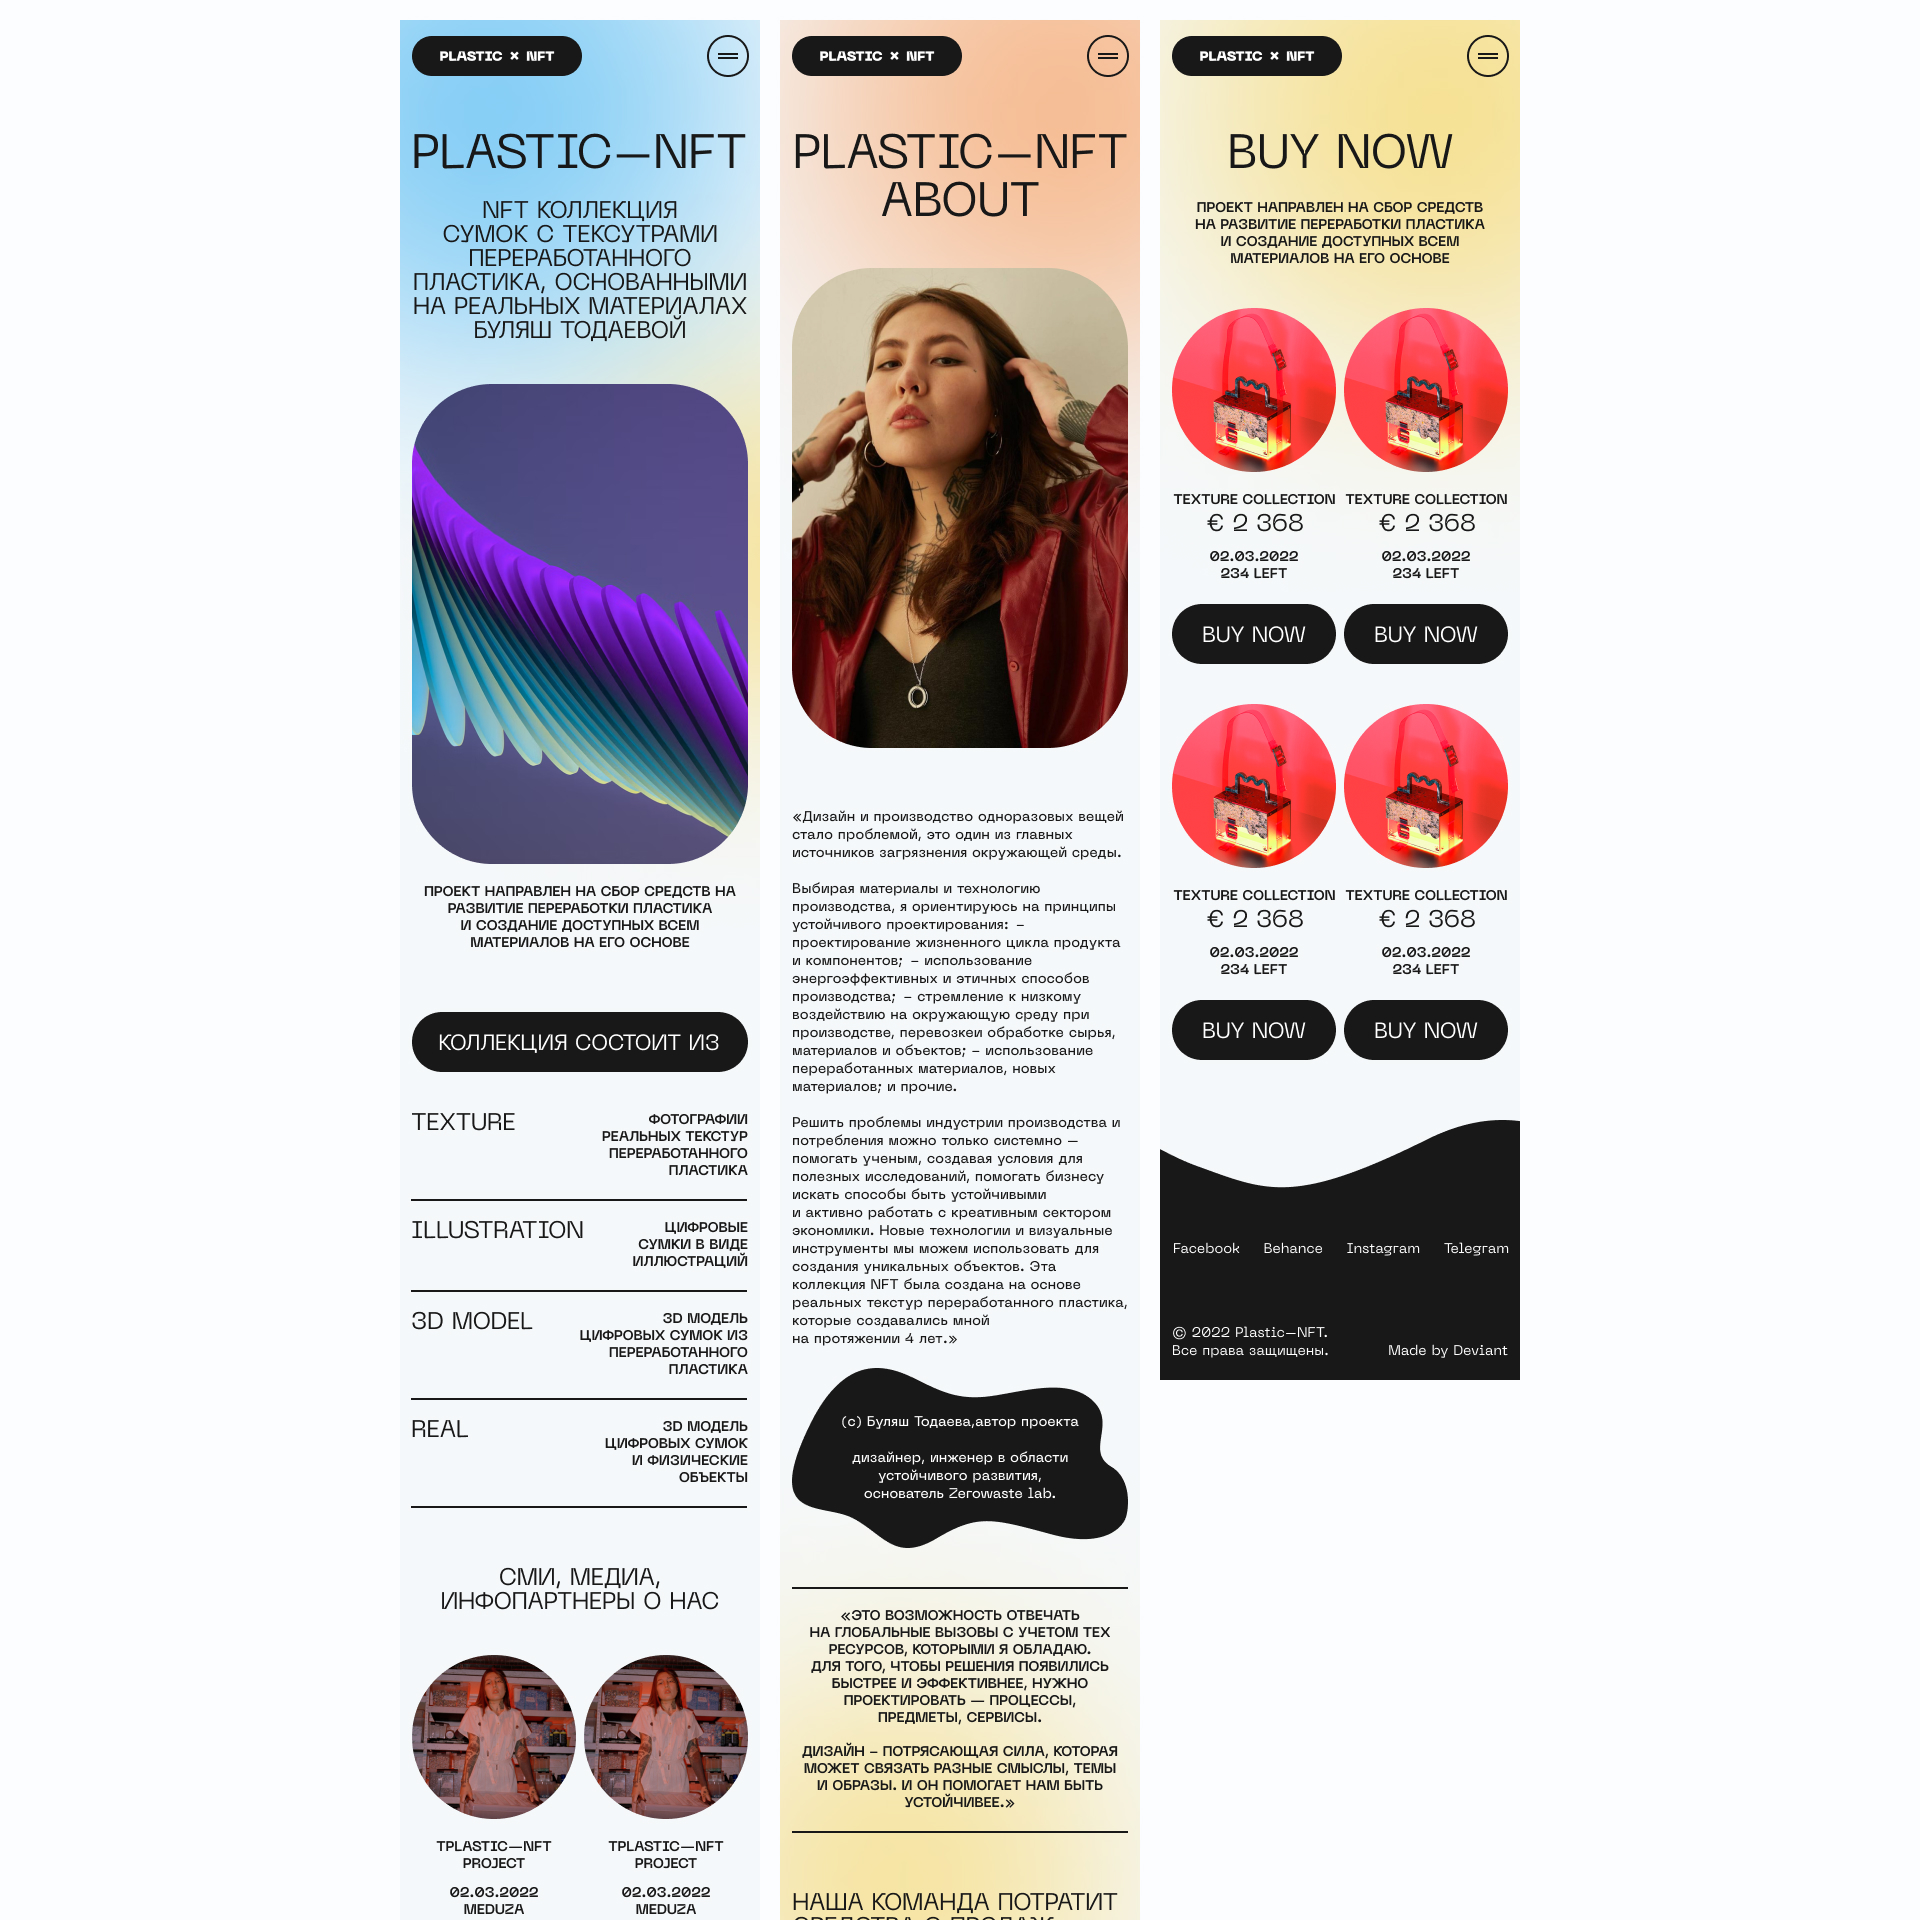 PLASTIC × NFT
PLASTIC—NFT
NFT КОЛЛЕКЦИЯ
СУМОК С ТЕКСУТРАМИ
ПЕРЕРАБОТАННОГО
ПЛАСТИКА, ОСНОВАННЫМИ
НА РЕАЛЬНЫХ МАТЕРИАЛАХ
БУЛЯШ ТОДАЕВОЙ
ПРОЕКТ НАПРАВЛЕН НА СБОР СРЕДСТВ НА
РАЗВИТИЕ ПЕРЕРАБОТКИ ПЛАСТИКА
И СОЗДАНИЕ ДОСТУПНЫХ ВСЕМ
МАТЕРИАЛОВ НА ЕГО ОСНОВЕ
КОЛЛЕКЦИЯ СОСТОИТ ИЗ
TEXTURE
ФОТОГРАФИИ
РЕАЛЬНЫХ ТЕКСТУР
ПЕРЕРАБОТАННОГО
ПЛАСТИКА
ILLUSTRATION
ЦИФРОВЫЕ
СУМКИ В ВИДЕ
ИЛЛЮСТРАЦИЙ
3D MODEL
3D МОДЕЛЬ
ЦИФРОВЫХ СУМОК ИЗ
ПЕРЕРАБОТАННОГО
ПЛАСТИКА
REAL
3D МОДЕЛЬ
ЦИФРОВЫХ СУМОК
И ФИЗИЧЕСКИЕ
ОБЪЕКТЫ
СМИ, МЕДИА,
ИНФОПАРТНЕРЫ О НАС
TPLASTIC—NFT
PROJECT
02.03.2022
MEDUZA
TPLASTIC—NFT
PROJECT
02.03.2022
MEDUZA
PLASTIC × NFT
PLASTIC—NFT
ABOUT
«Дизайн и производство одноразовых вещей
стало проблемой, это один из главных
источников загрязнения окружающей среды.
Выбирая материалы и технологию
производства, я ориентируюсь на принципы
устойчивого проектирования: –
проектирование жизненного цикла продукта
и компонентов; – использование
энергоэффективных и этичных способов
производства; – стремление к низкому
воздействию на окружающую среду при
производстве, перевозкеи обработке сырья,
материалов и объектов; – использование
переработанных материалов, новых
материалов; и прочие.
Решить проблемы индустрии производства и
потребления можно только системно —
помогать ученым, создавая условия для
полезных исследований, помогать бизнесу
искать способы быть устойчивыми
и активно работать с креативным сектором
экономики. Новые технологии и визуальные
инструменты мы можем использовать для
создания уникальных объектов. Эта
коллекция NFT была создана на основе
реальных текстур переработанного пластика,
которые создавались мной
на протяжении 4 лет.»
(c) Буляш Тодаева,автор проекта
дизайнер, инженер в области
устойчивого развития,
основатель Zerowaste lab.
«ЭТО ВОЗМОЖНОСТЬ ОТВЕЧАТЬ
НА ГЛОБАЛЬНЫЕ ВЫЗОВЫ С УЧЕТОМ ТЕХ
РЕСУРСОВ, КОТОРЫМИ Я ОБЛАДАЮ.
ДЛЯ ТОГО, ЧТОБЫ РЕШЕНИЯ ПОЯВИЛИСЬ
БЫСТРЕЕ И ЭФФЕКТИВНЕЕ, НУЖНО
ПРОЕКТИРОВАТЬ — ПРОЦЕССЫ,
ПРЕДМЕТЫ, СЕРВИСЫ.
ДИЗАЙН – ПОТРЯСАЮЩАЯ СИЛА, КОТОРАЯ
МОЖЕТ СВЯЗАТЬ РАЗНЫЕ СМЫСЛЫ, ТЕМЫ
И ОБРАЗЫ. И ОН ПОМОГАЕТ НАМ БЫТЬ
УСТОЙЧИВЕЕ.»
НАША КОМАНДА ПОТРАТИТ
PLASTIC × NFT
BUY NOW
ПРОЕКТ НАПРАВЛЕН НА СБОР СРЕДСТВ
НА РАЗВИТИЕ ПЕРЕРАБОТКИ ПЛАСТИКА
И СОЗДАНИЕ ДОСТУПНЫХ ВСЕМ
МАТЕРИАЛОВ НА ЕГО ОСНОВЕ
TEXTURE COLLECTION
€ 2 368
02.03.2022
234 LEFT
BUY NOW
TEXTURE COLLECTION
€ 2 368
02.03.2022
234 LEFT
BUY NOW
TEXTURE COLLECTION
€ 2 368
02.03.2022
234 LEFT
BUY NOW
TEXTURE COLLECTION
€ 2 368
02.03.2022
234 LEFT
BUY NOW
Facebook Behance Instagram Telegram
© 2022 Plastic—NFT.
Все права защищены.
Made by Deviant